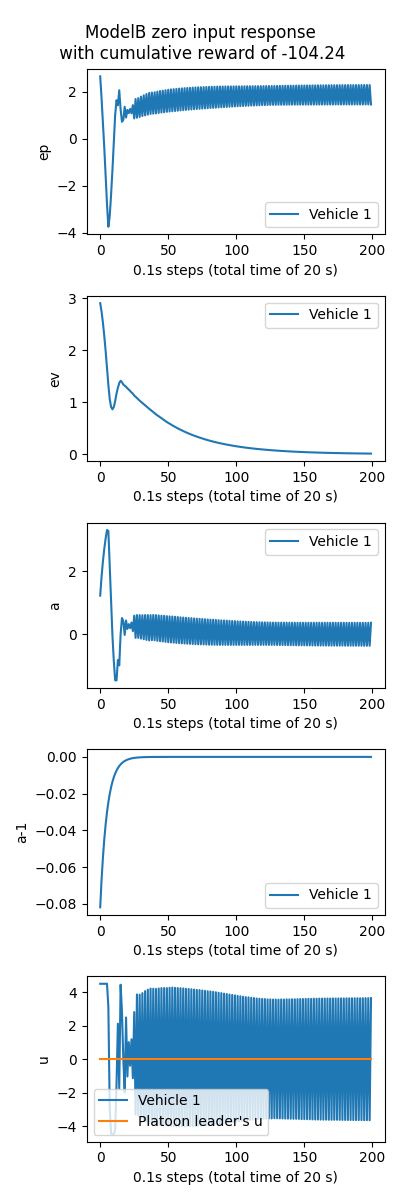 ModelB zero input response
with cumulative reward of -104.24
2
0
−2
−4
ep
Vehicle 1
0 50 100 150 200
0.1s steps (total time of 20 s)
3
2
1
0
ev
Vehicle 1
0 50 100 150 200
0.1s steps (total time of 20 s)
2
0
a
Vehicle 1
0 50 100 150 200
0.1s steps (total time of 20 s)
0.00
−0.02
−0.04
−0.06
−0.08
a-1
Vehicle 1
0 50 100 150 200
0.1s steps (total time of 20 s)
4
2
0
−2
−4
u
Vehicle 1
Platoon leader's u
0 50 100 150 200
0.1s steps (total time of 20 s)